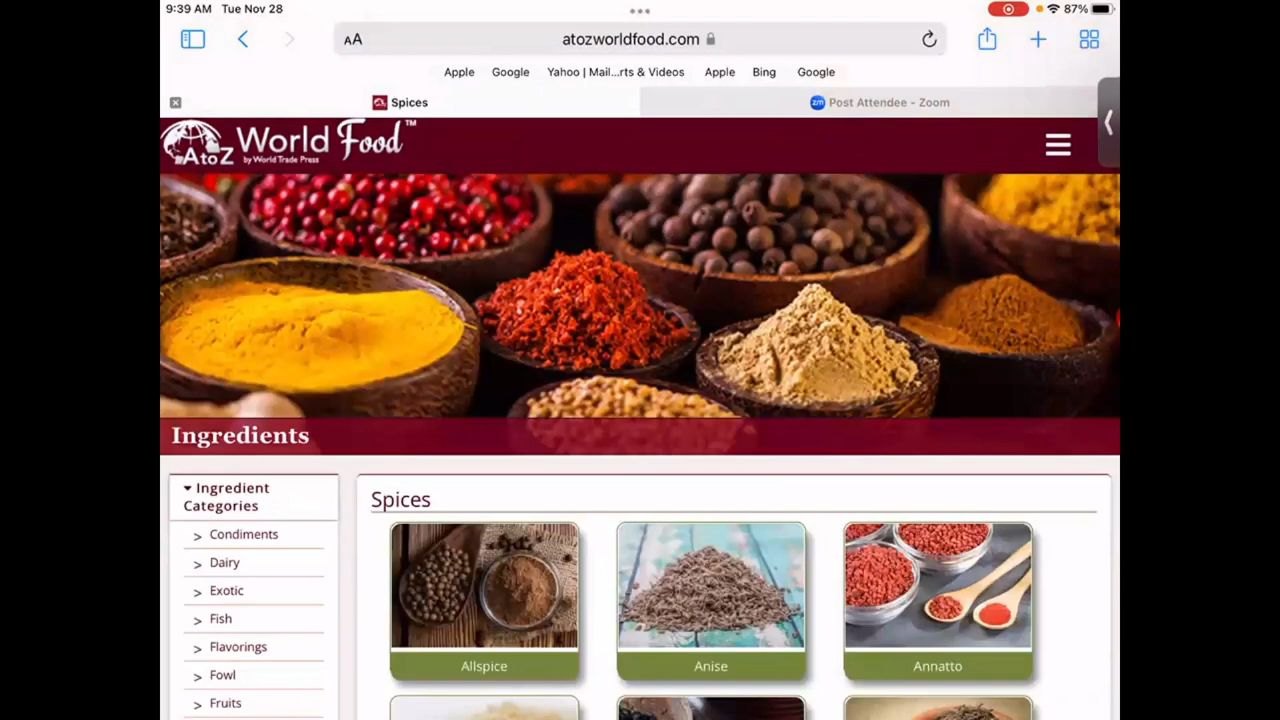 9:39 AM Tue Nov 28
87%
AA
atozworldfood.com
Apple
Google
Yahoo | Mail...rts & Videos
Apple
Bing
Google
Spices
zm Post Attendee - Zoom
AtoZ World Food™
by World Trade Press
Ingredients
Ingredient
Categories
> Condiments
> Dairy
> Exotic
> Fish
> Flavorings
> Fowl
> Fruits
Spices
Allspice
Anise
Annatto